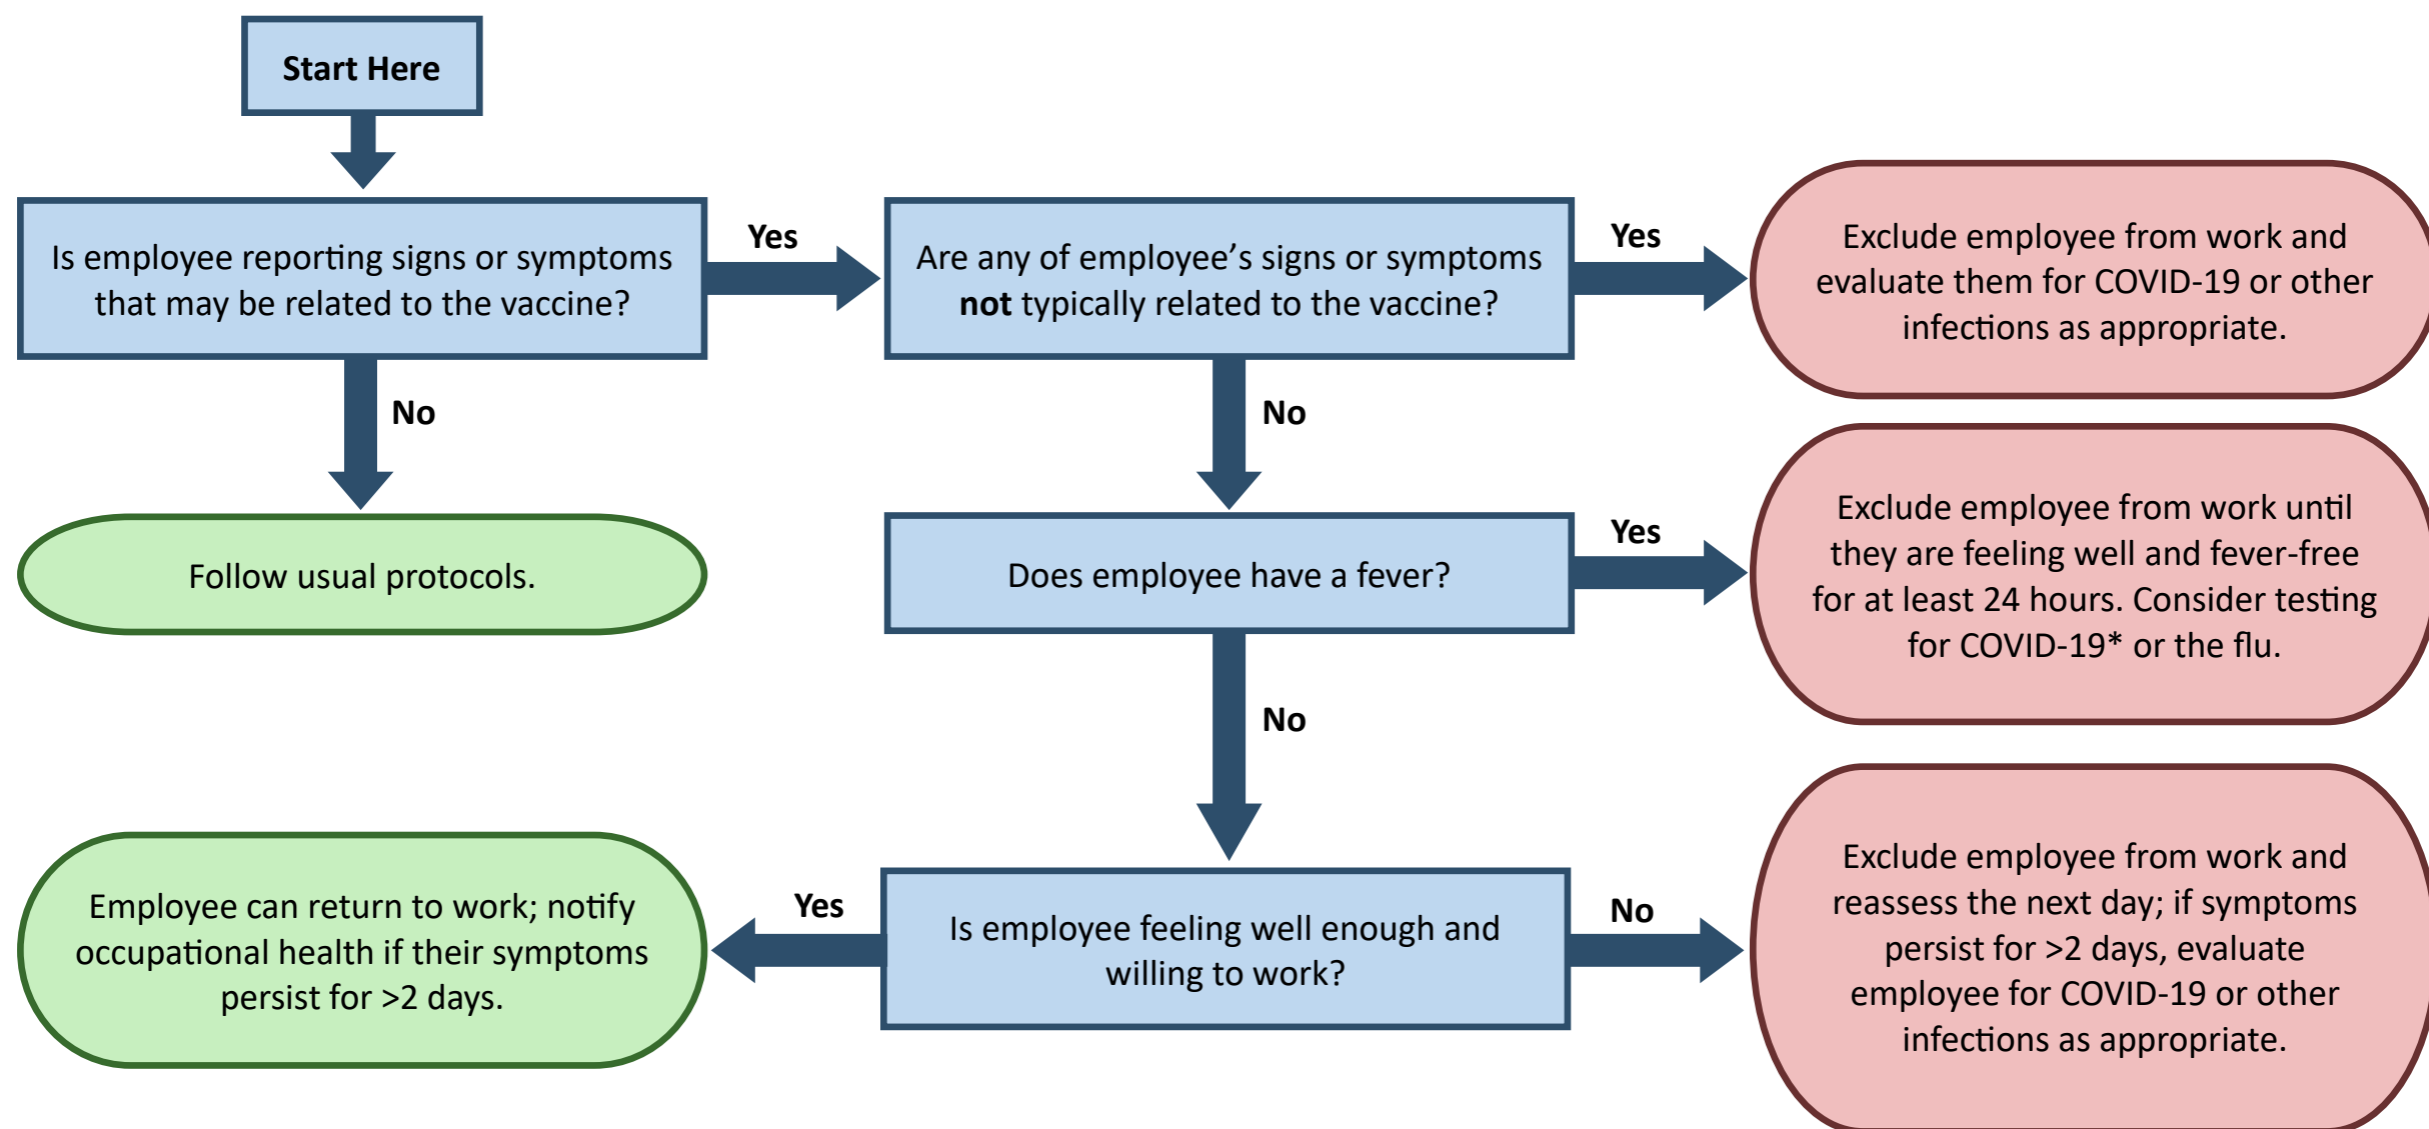 Start Here
Is employee reporting signs or symptoms
that may be related to the vaccine?
Yes
Are any of employee’s signs or symptoms
not typically related to the vaccine?
Yes
Exclude employee from work and
evaluate them for COVID-19 or other
infections as appropriate.
No
No
Follow usual protocols.
Does employee have a fever?
Yes
Exclude employee from work until
they are feeling well and fever-free
for at least 24 hours. Consider testing
for COVID-19* or the flu.
No
Employee can return to work; notify
occupational health if their symptoms
persist for >2 days.
Yes
Is employee feeling well enough and
willing to work?
No
Exclude employee from work and
reassess the next day; if symptoms
persist for >2 days, evaluate
employee for COVID-19 or other
infections as appropriate.